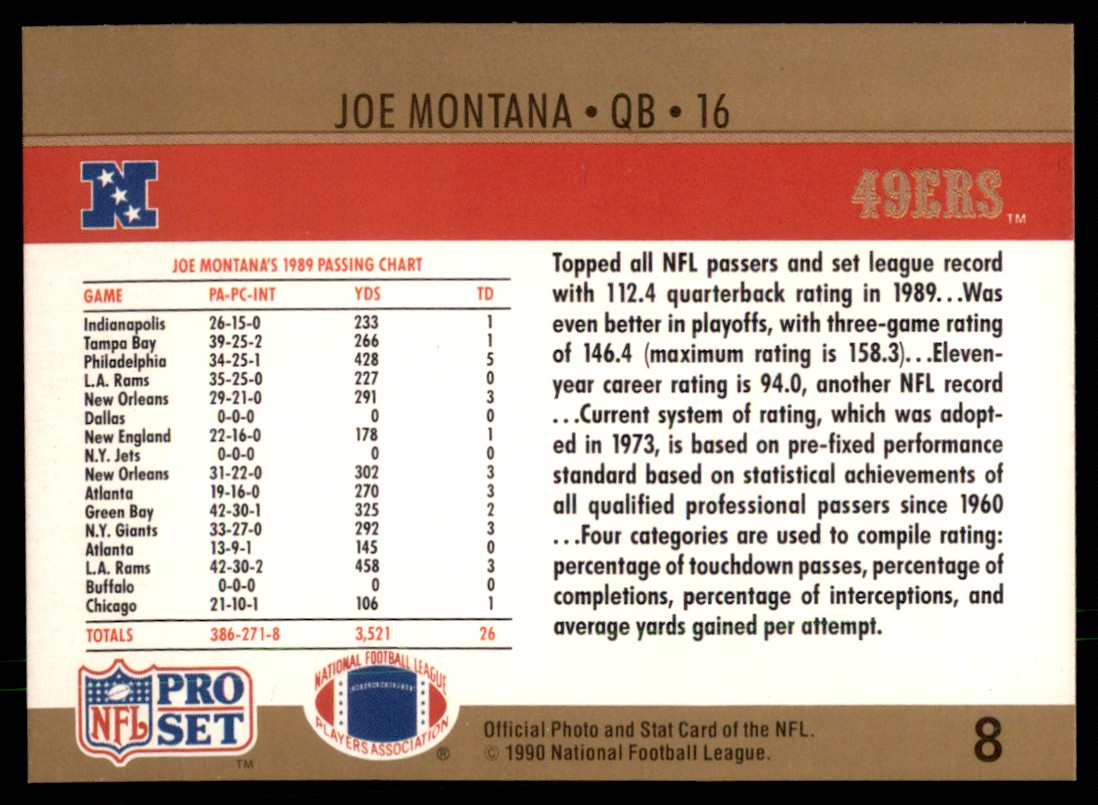 JOE MONTANA • QB • 16
49ERS TM
JOE MONTANA'S 1989 PASSING CHART
GAME PA-PC-INT YDS TD
Indianapolis 26-15-0 233 1
Tampa Bay 39-25-2 266 1
Philadelphia 34-25-1 428 5
L.A. Rams 35-25-0 227 0
New Orleans 29-21-0 291 3
Dallas 0-0-0 0 0
New England 22-16-0 178 1
N.Y. Jets 0-0-0 0 0
New Orleans 31-22-0 302 3
Atlanta 19-16-0 270 3
Green Bay 42-30-1 325 2
N.Y. Giants 33-27-0 292 3
Atlanta 13-9-1 145 0
L.A. Rams 42-30-2 458 3
Buffalo 0-0-0 0 0
Chicago 21-10-1 106 1
TOTALS 386-271-8 3,521 26
Topped all NFL passers and set league record
with 112.4 quarterback rating in 1989...Was
even better in playoffs, with three-game rating
of 146.4 (maximum rating is 158.3)...Eleven-
year career rating is 94.0, another NFL record
...Current system of rating, which was adopt-
ed in 1973, is based on pre-fixed performance
standard based on statistical achievements of
all qualified professional passers since 1960
...Four categories are used to compile rating:
percentage of touchdown passes, percentage of
completions, percentage of interceptions, and
average yards gained per attempt.
NFL PRO SET TM
NATIONAL FOOTBALL LEAGUE
PLAYERS ASSOCIATION ®
Official Photo and Stat Card of the NFL.
© 1990 National Football League.
8